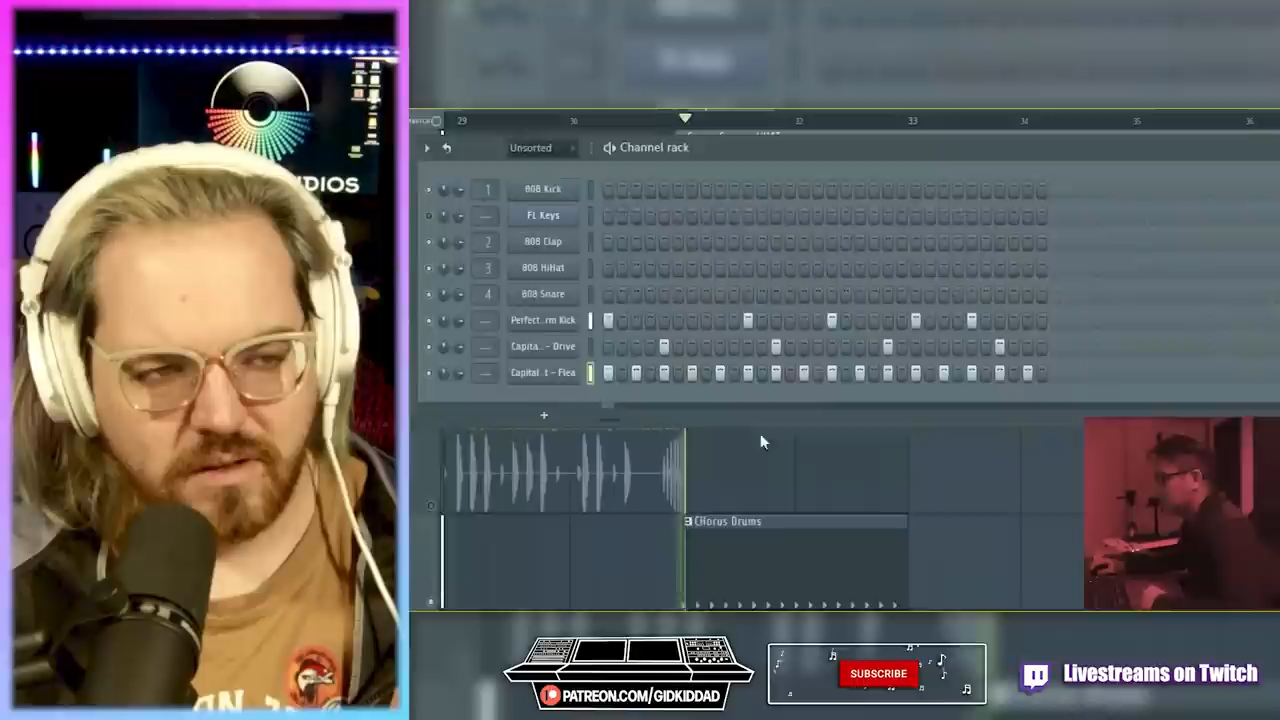 DIOS
29 30 32 33 34 35 36
Unsorted
Channel rack
1 808 Kick
FL Keys
2 808 Clap
3 808 HiHat
4 808 Snare
Perfect..rm Kick
Capita.. - Drive
Capital..t - Flea
+
CHorus Drums
PATREON.COM/GIDKIDDAD
SUBSCRIBE
Livestreams on Twitch